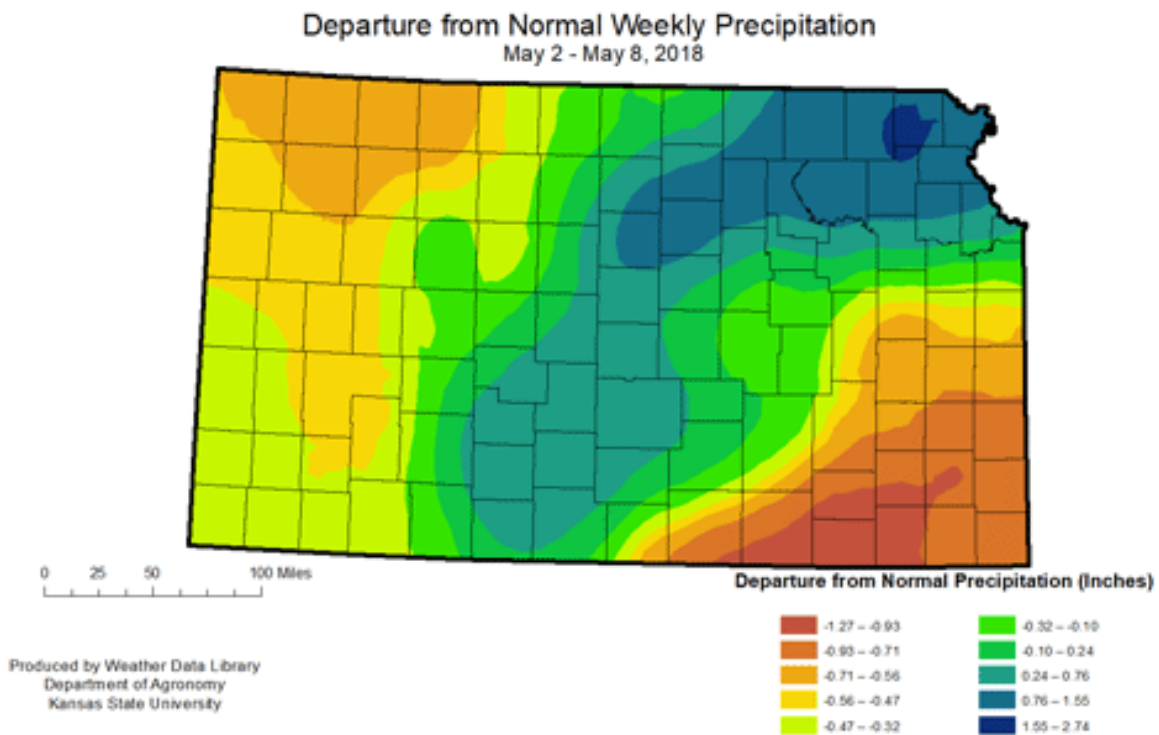 Departure from Normal Weekly Precipitation
May 2 - May 8, 2018
0 25 50 100 Miles
Produced by Weather Data Library
Department of Agronomy
Kansas State University
Departure from Normal Precipitation (Inches)
-1.27 – -0.93
-0.93 – -0.71
-0.71 – -0.56
-0.56 – -0.47
-0.47 – -0.32
-0.32 – -0.10
-0.10 – 0.24
0.24 – 0.76
0.76 – 1.55
1.55 – 2.74